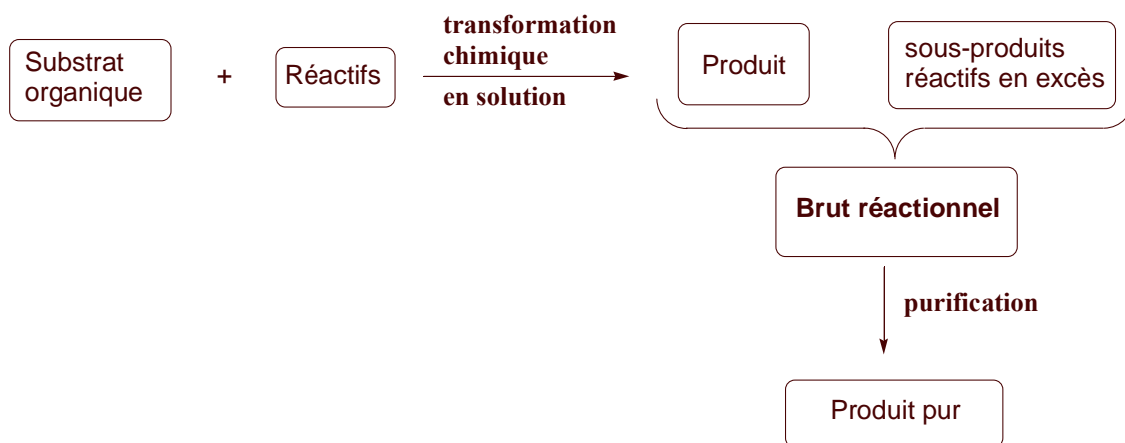 Substrat
organique
+
Réactifs
transformation
chimique
en solution
Produit
sous-produits
réactifs en excès
Brut réactionnel
purification
Produit pur